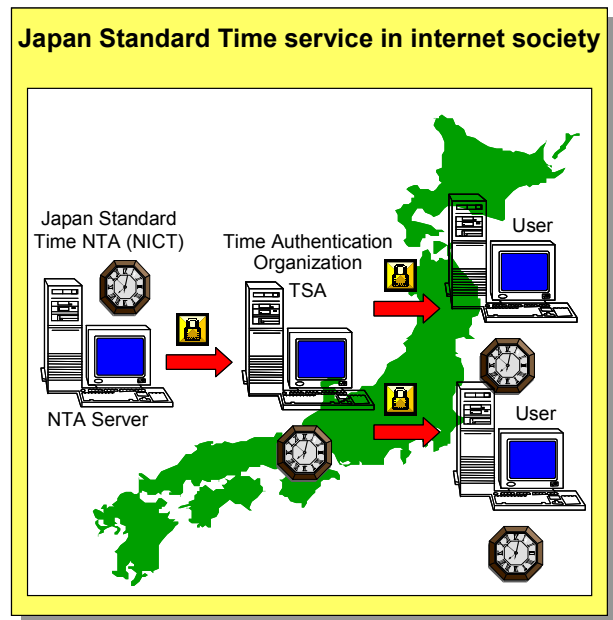 Japan Standard Time service in internet society
Japan Standard
Time NTA (NICT)
Time Authentication
Organization
TSA
User
NTA Server
User